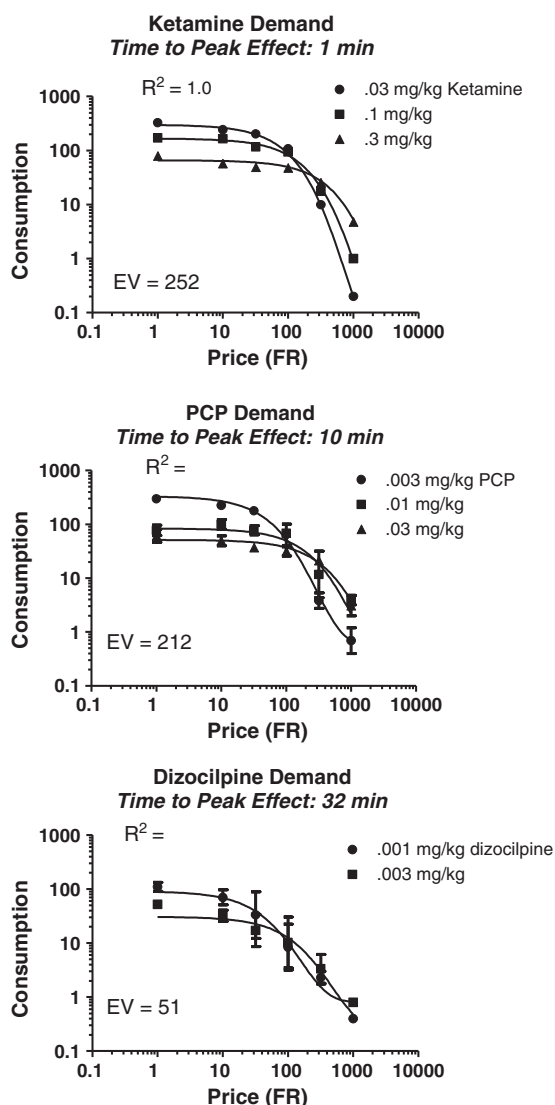 Ketamine Demand
Time to Peak Effect: 1 min
R² = 1.0
.03 mg/kg Ketamine
.1 mg/kg
.3 mg/kg
1000
100
10
1
0.1
Consumption
EV = 252
0.1 1 10 100 1000 10000
Price (FR)
PCP Demand
Time to Peak Effect: 10 min
R² =
.003 mg/kg PCP
.01 mg/kg
.03 mg/kg
1000
100
10
1
0.1
Consumption
EV = 212
0.1 1 10 100 1000 10000
Price (FR)
Dizocilpine Demand
Time to Peak Effect: 32 min
R² =
.001 mg/kg dizocilpine
.003 mg/kg
1000
100
10
1
0.1
Consumption
EV = 51
0.1 1 10 100 1000 10000
Price (FR)